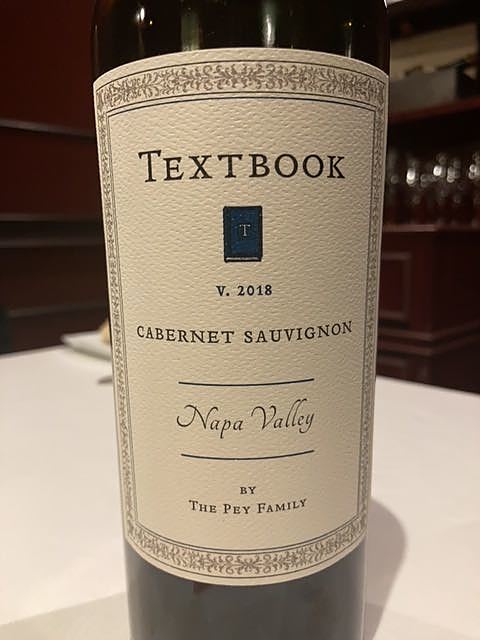 TEXTBOOK
T
V. 2018
CABERNET SAUVIGNON
Napa Valley
BY
THE PEY FAMILY